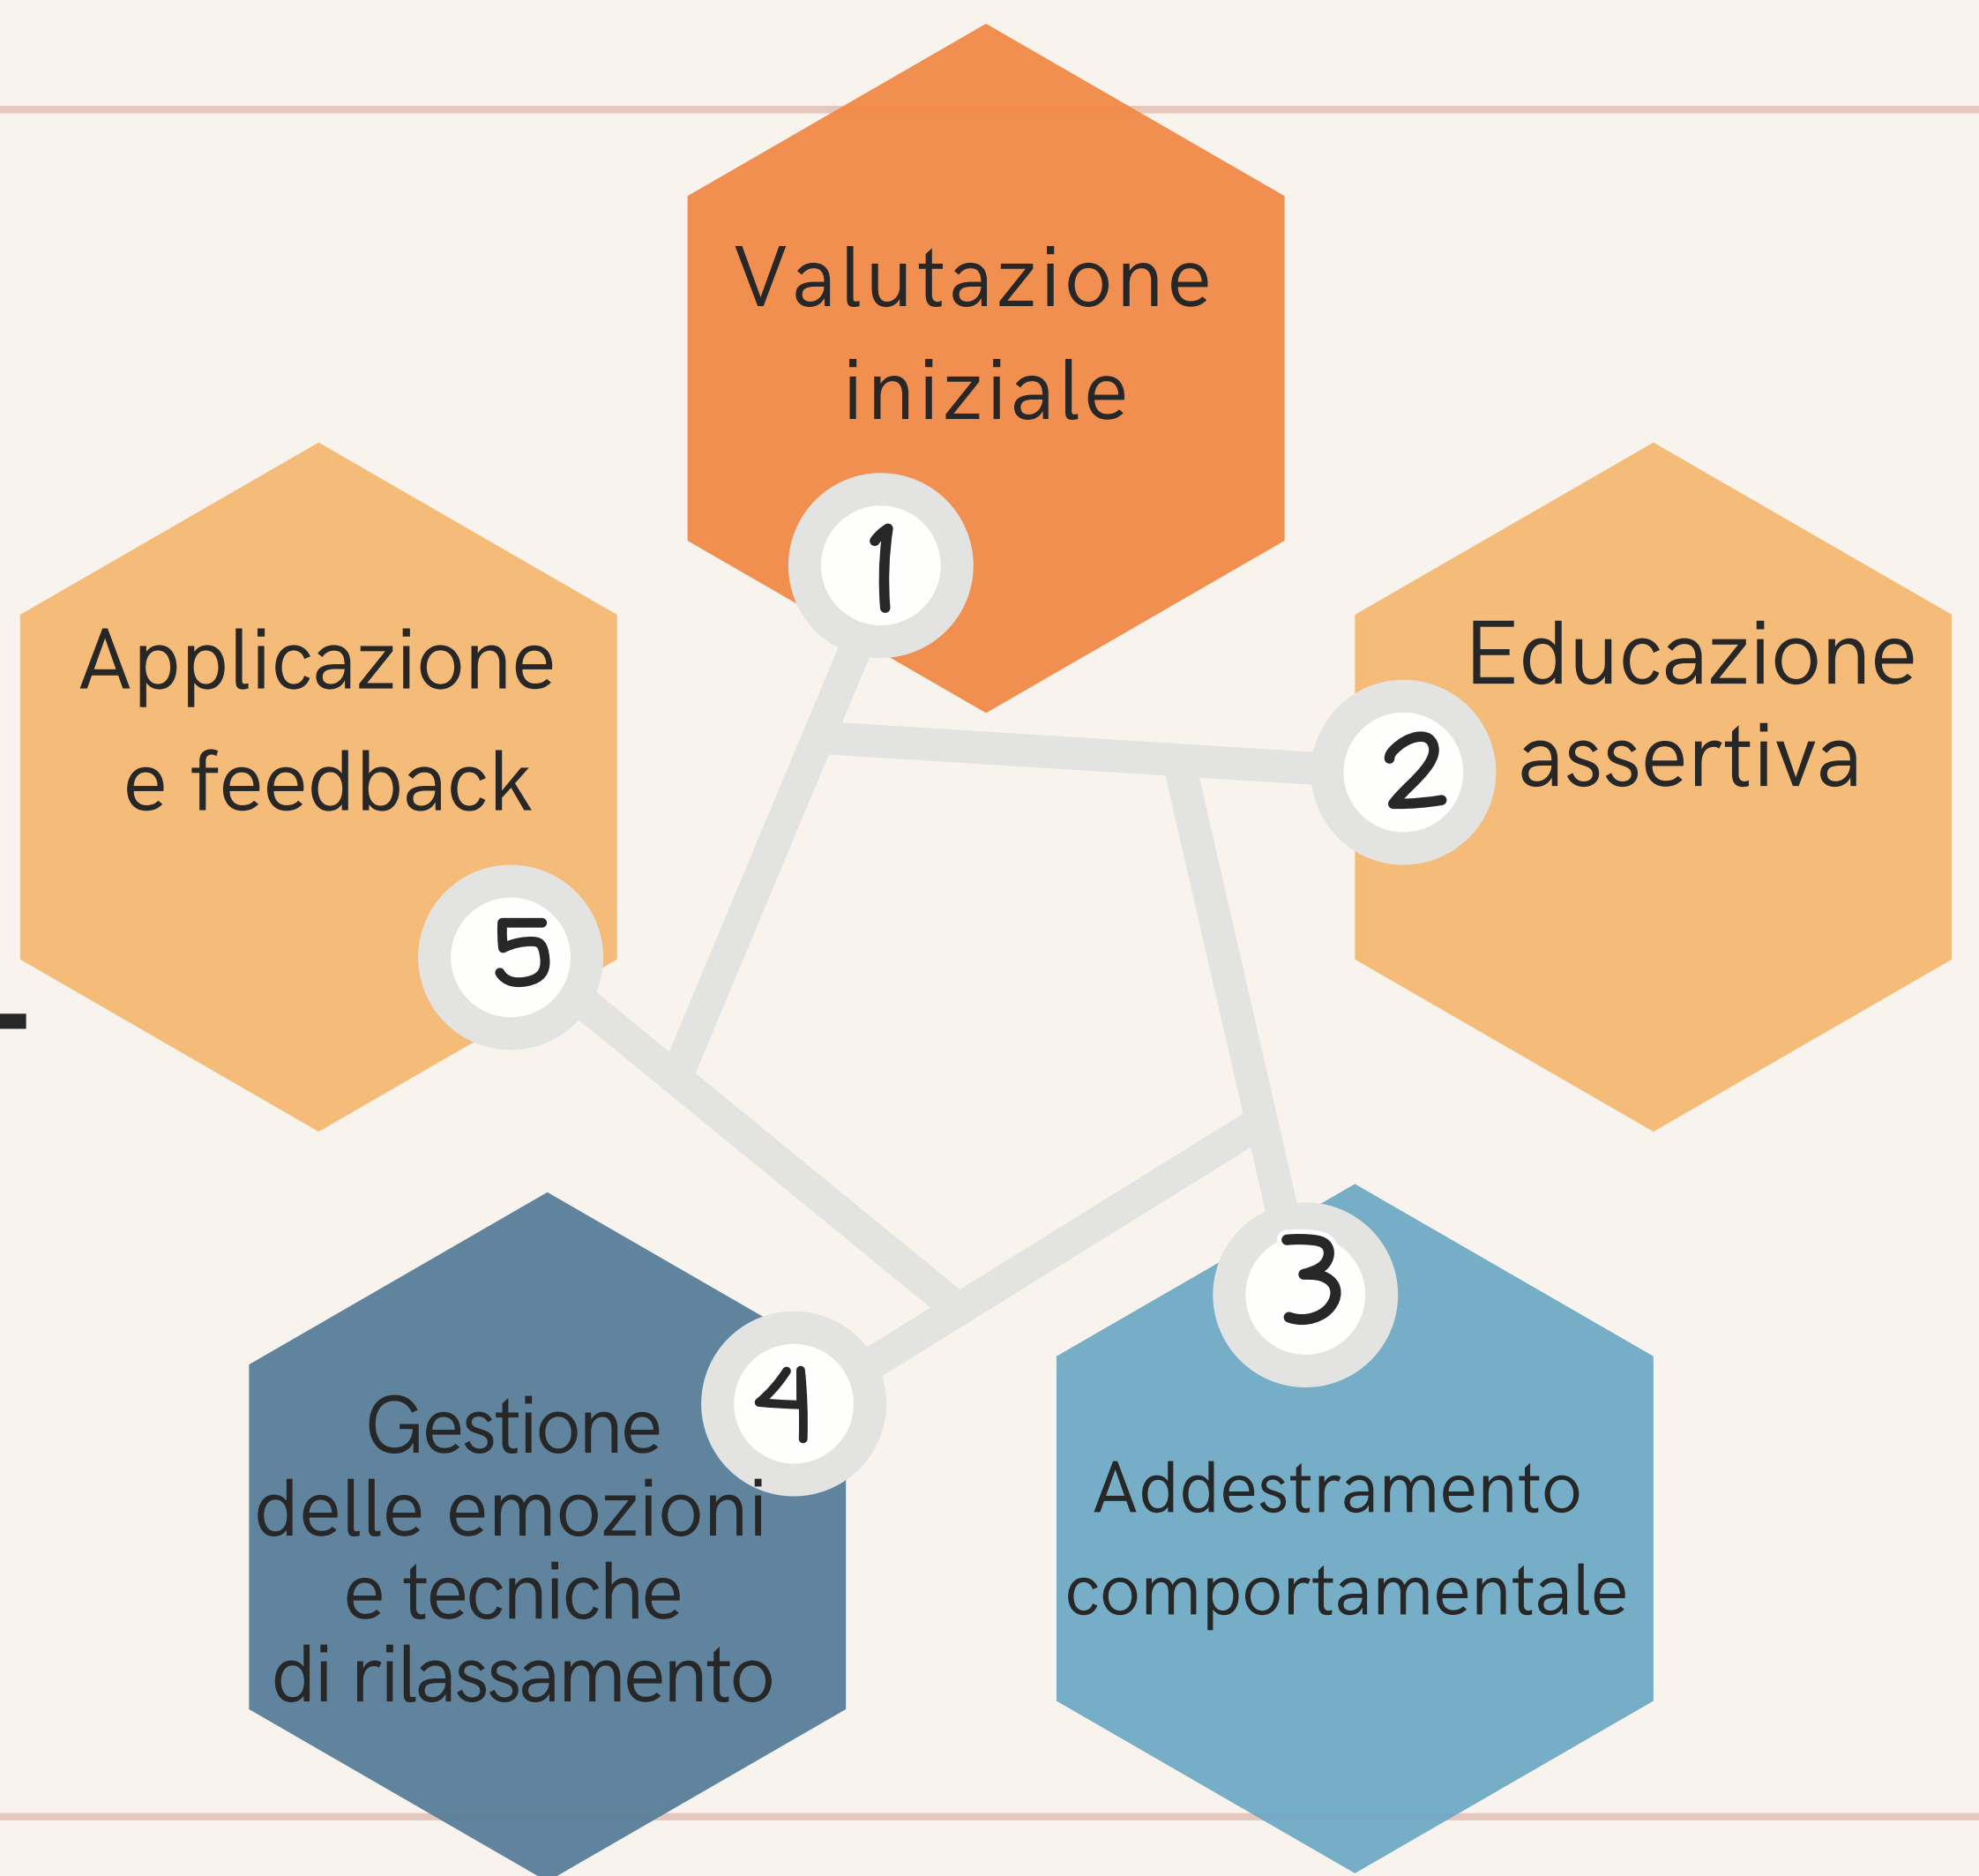 Valutazione
iniziale
1
Educazione
assertiva
2
3
Addestramento
comportamentale
4
Gestione
delle emozioni
e tecniche
di rilassamento
Applicazione
e feedback
5